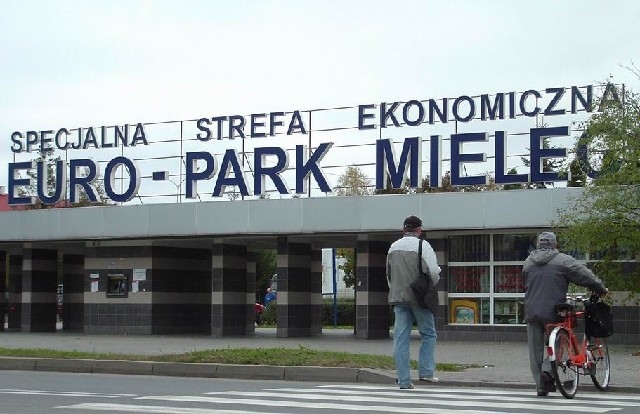 SPECJALNA STREFA EKONOMICZNA
EURO - PARK MIELEC